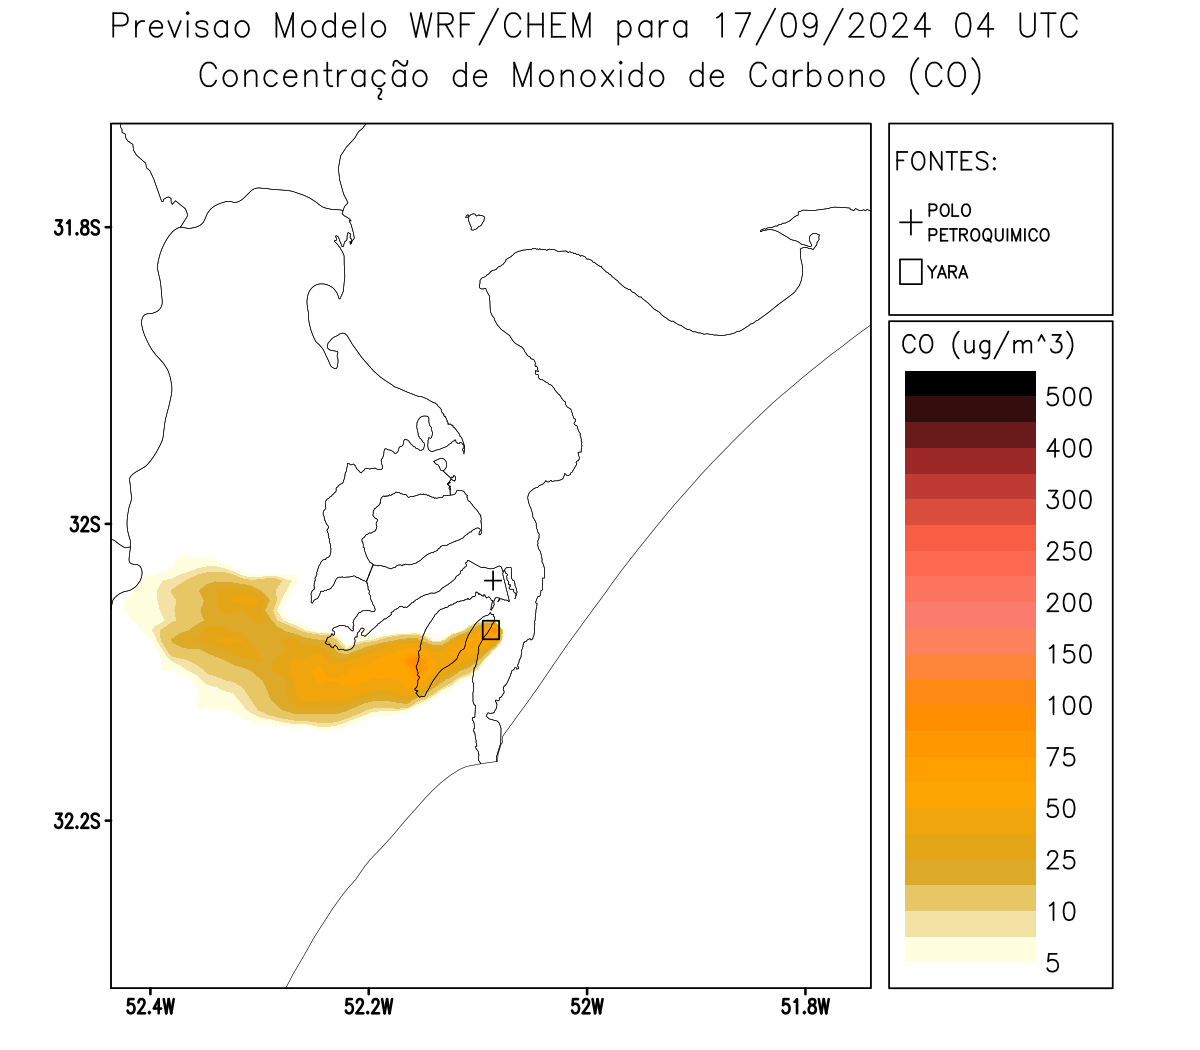 Previsao Modelo WRF/CHEM para 17/09/2024 04 UTC
Concentração de Monoxido de Carbono (CO)
FONTES:
POLO
PETROQUIMICO
YARA
31.8S
32S
32.2S
52.4W
52.2W
52W
51.8W
CO (ug/m^3)
500
400
300
250
200
150
100
75
50
25
10
5